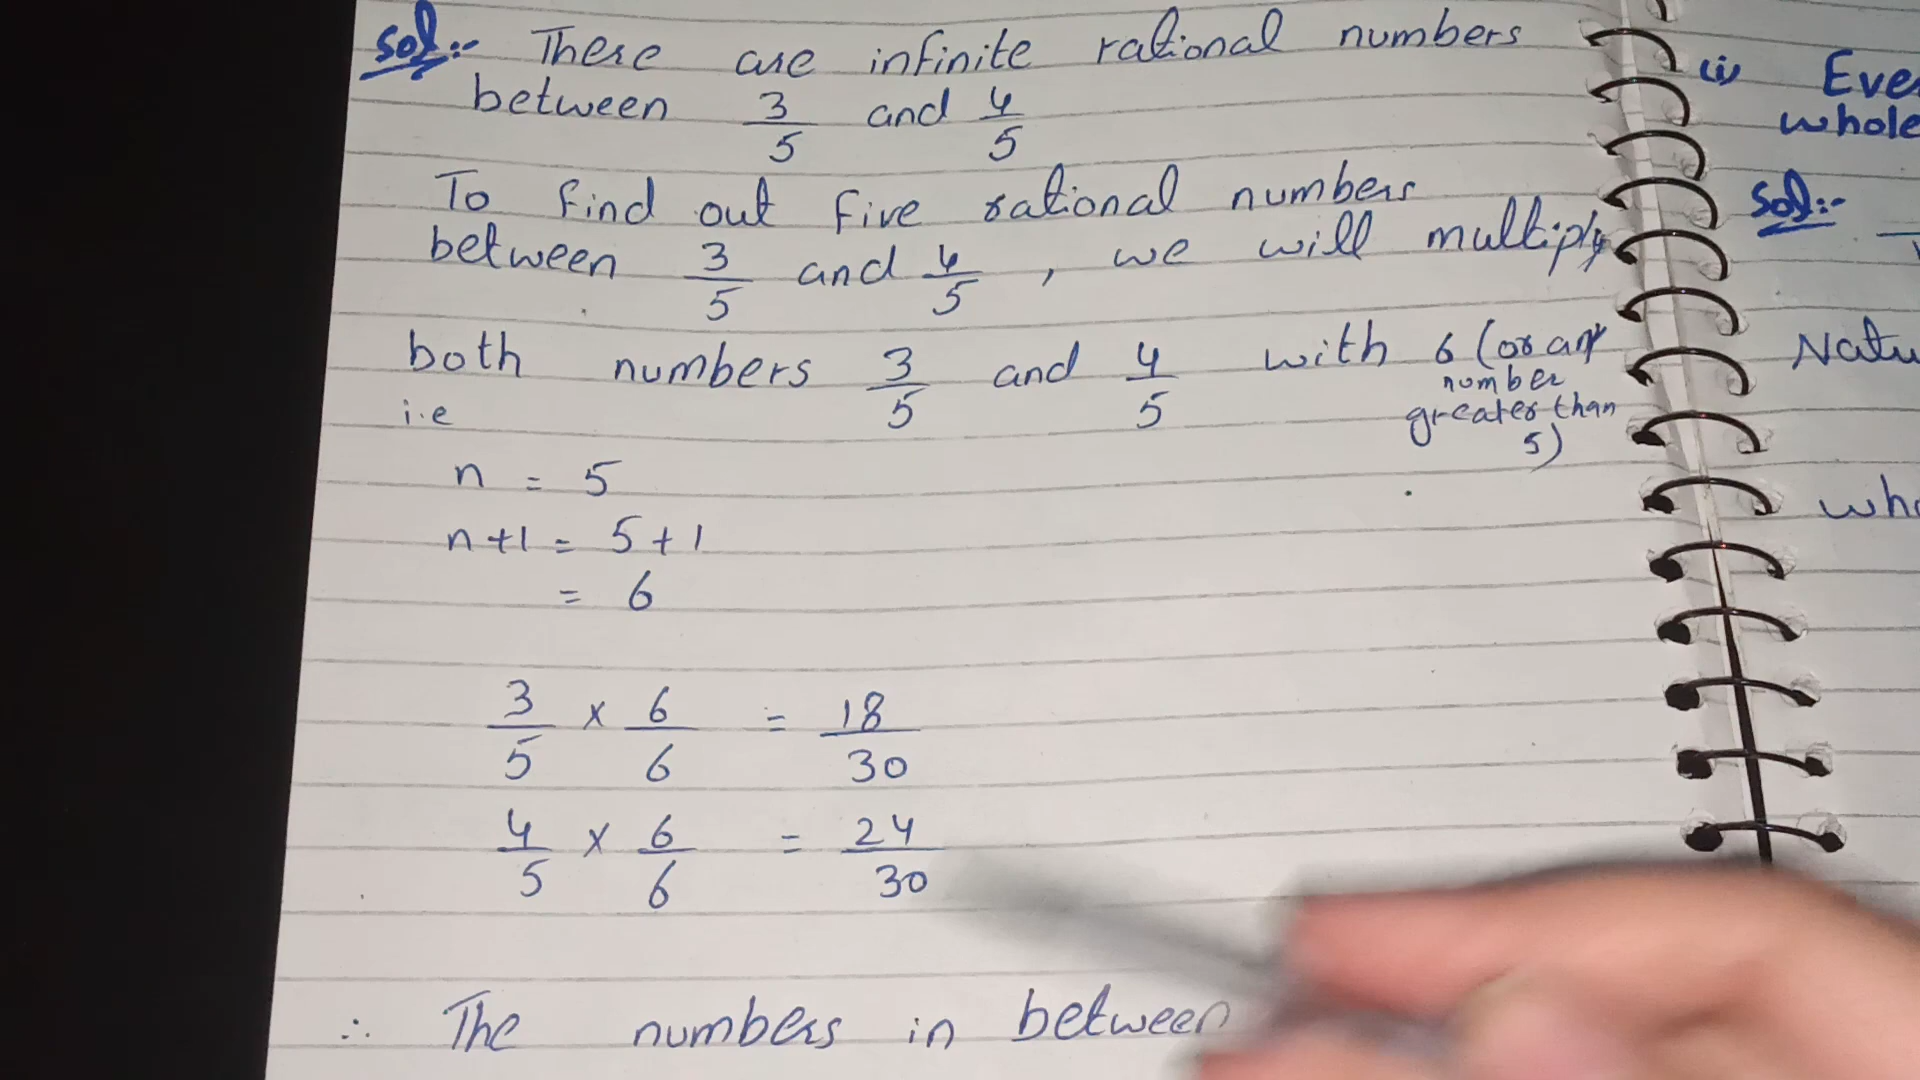 Sol:- There are infinite rational numbers
between 3/5 and 4/5
To find out five rational numbers
between 3/5 and 4/5, we will multiply
both numbers 3/5 and 4/5 with 6 (or any
number
greater than
5)
i.e
n = 5
n+1 = 5+1
= 6
3/5 x 6/6 = 18/30
4/5 x 6/6 = 24/30
∴ The numbers in between
(i) Eve
whole
Sol:-
Natu
who